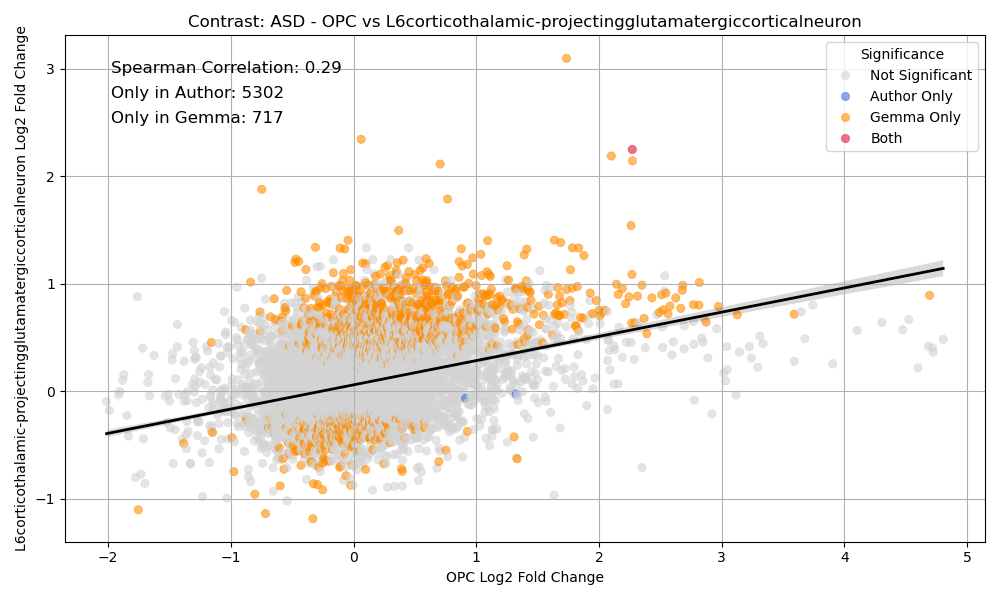 Contrast: ASD - OPC vs L6corticothalamic-projectingglutamatergiccorticalneuron
L6corticothalamic-projectingglutamatergiccorticalneuron Log2 Fold Change
Spearman Correlation: 0.29
Only in Author: 5302
Only in Gemma: 717
Significance
Not Significant
Author Only
Gemma Only
Both
3
2
1
0
−1
−2
−1
0
1
2
3
4
5
OPC Log2 Fold Change